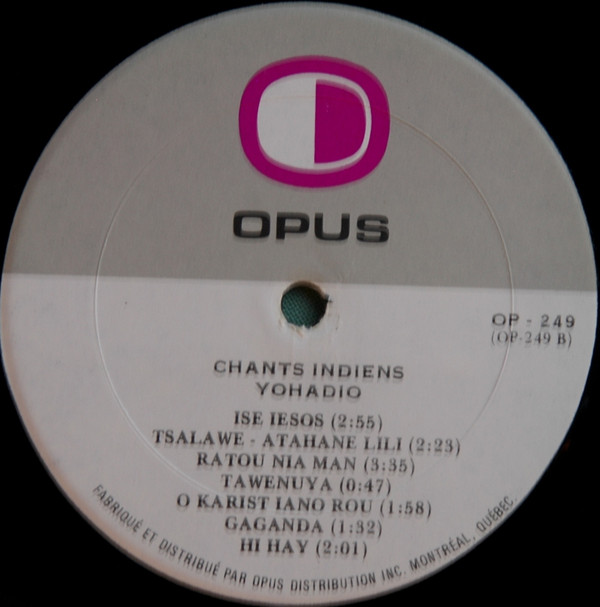 OPUS
OP - 249
(OP-249 B)
CHANTS INDIENS
YOHADIO
ISE IESOS (2:55)
TSALAWE - ATAHANE LILI (2:23)
RATOU NIA MAN (3:35)
TAWENUYA (0:47)
O KARIST IANO ROU (1:58)
GAGANDA (1:32)
HI HAY (2:01)
FABRIQUÉ ET DISTRIBUÉ PAR OPUS DISTRIBUTION INC. MONTRÉAL, QUÉBEC.